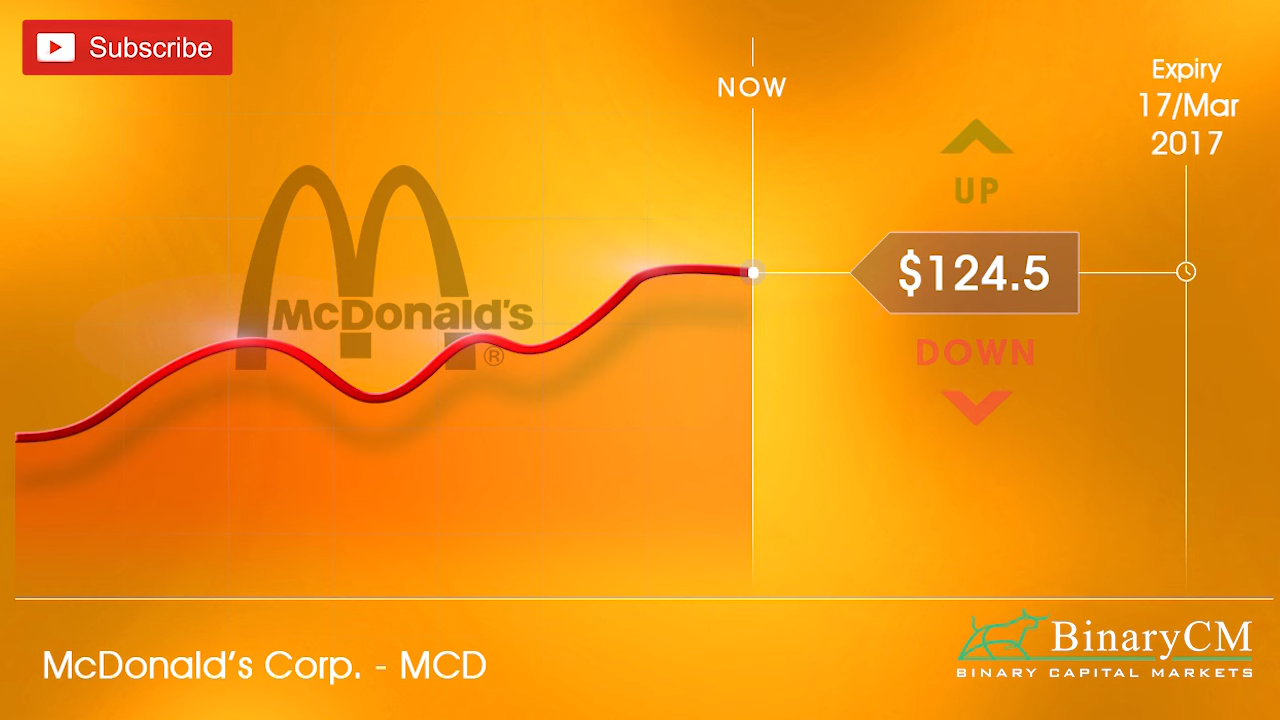 Subscribe
NOW
Expiry
17/Mar
2017
UP
$124.5
DOWN
McDonald's
®
McDonald's Corp. - MCD
BinaryCM
BINARY CAPITAL MARKETS